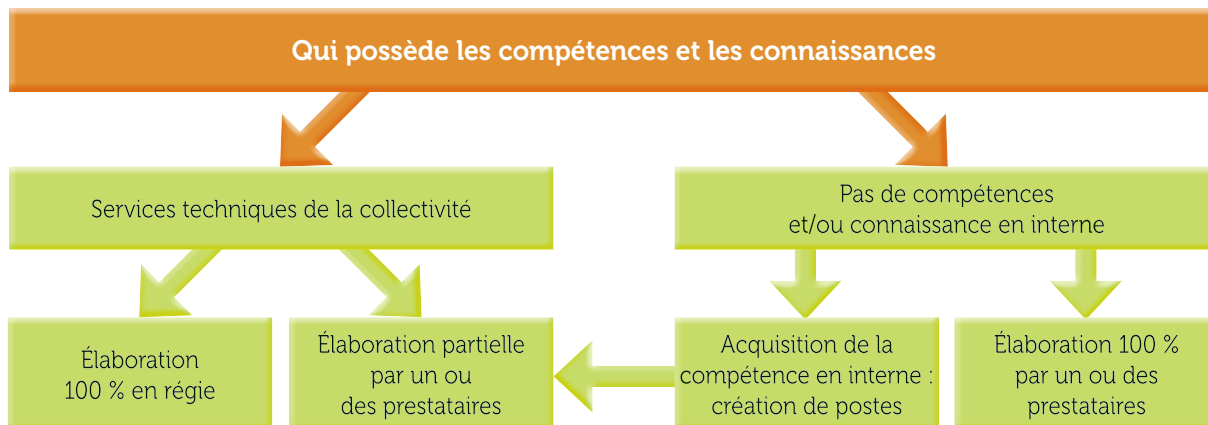 Qui possède les compétences et les connaissances
Services techniques de la collectivité
Pas de compétences
et/ou connaissance en interne
Élaboration
100 % en régie
Élaboration partielle
par un ou
des prestataires
Acquisition de la
compétence en interne :
création de postes
Élaboration 100 %
par un ou des
prestataires